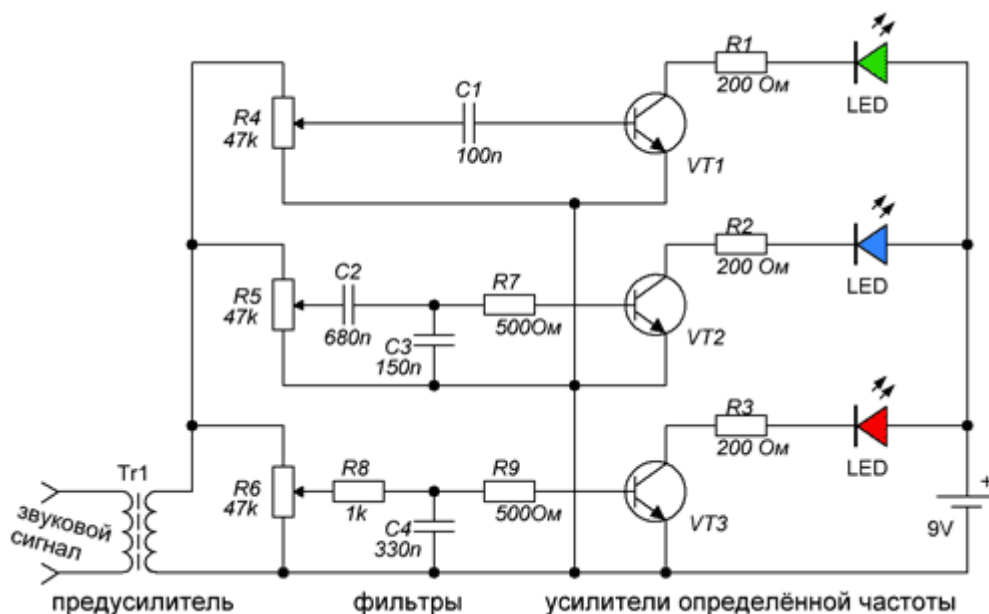 R1
200 Ом
LED
C1
R4
47k
100n
VT1
R2
200 Ом
LED
C2
R7
R5
47k
680n
500Ом
C3
150n
VT2
R3
200 Ом
LED
Tr1
R8
R9
R6
47k
1k
500Ом
C4
330n
VT3
+
9V
звуковой
сигнал
предусилитель
фильтры
усилители определённой частоты